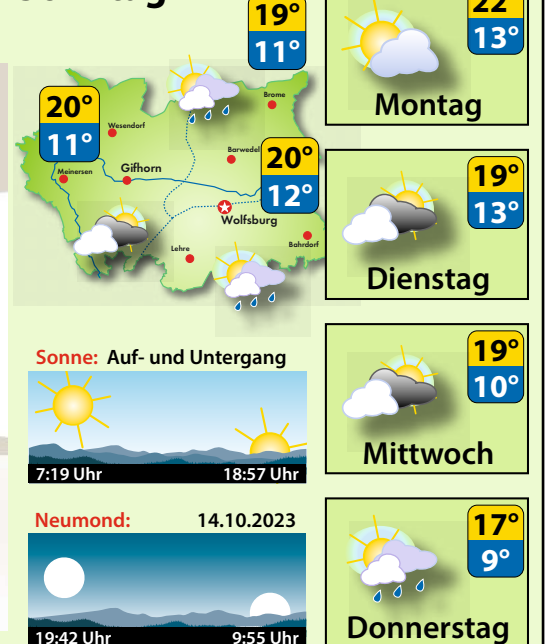 19°
11°
Brome
20°
11°
Wesendorf
Barwedel
20°
12°
Meinersen
Gifhorn
Wolfsburg
Lehre
Bahrdorf
Sonne: Auf- und Untergang
7:19 Uhr 18:57 Uhr
Neumond: 14.10.2023
19:42 Uhr 9:55 Uhr
22°
13°
Montag
19°
13°
Dienstag
19°
10°
Mittwoch
17°
9°
Donnerstag